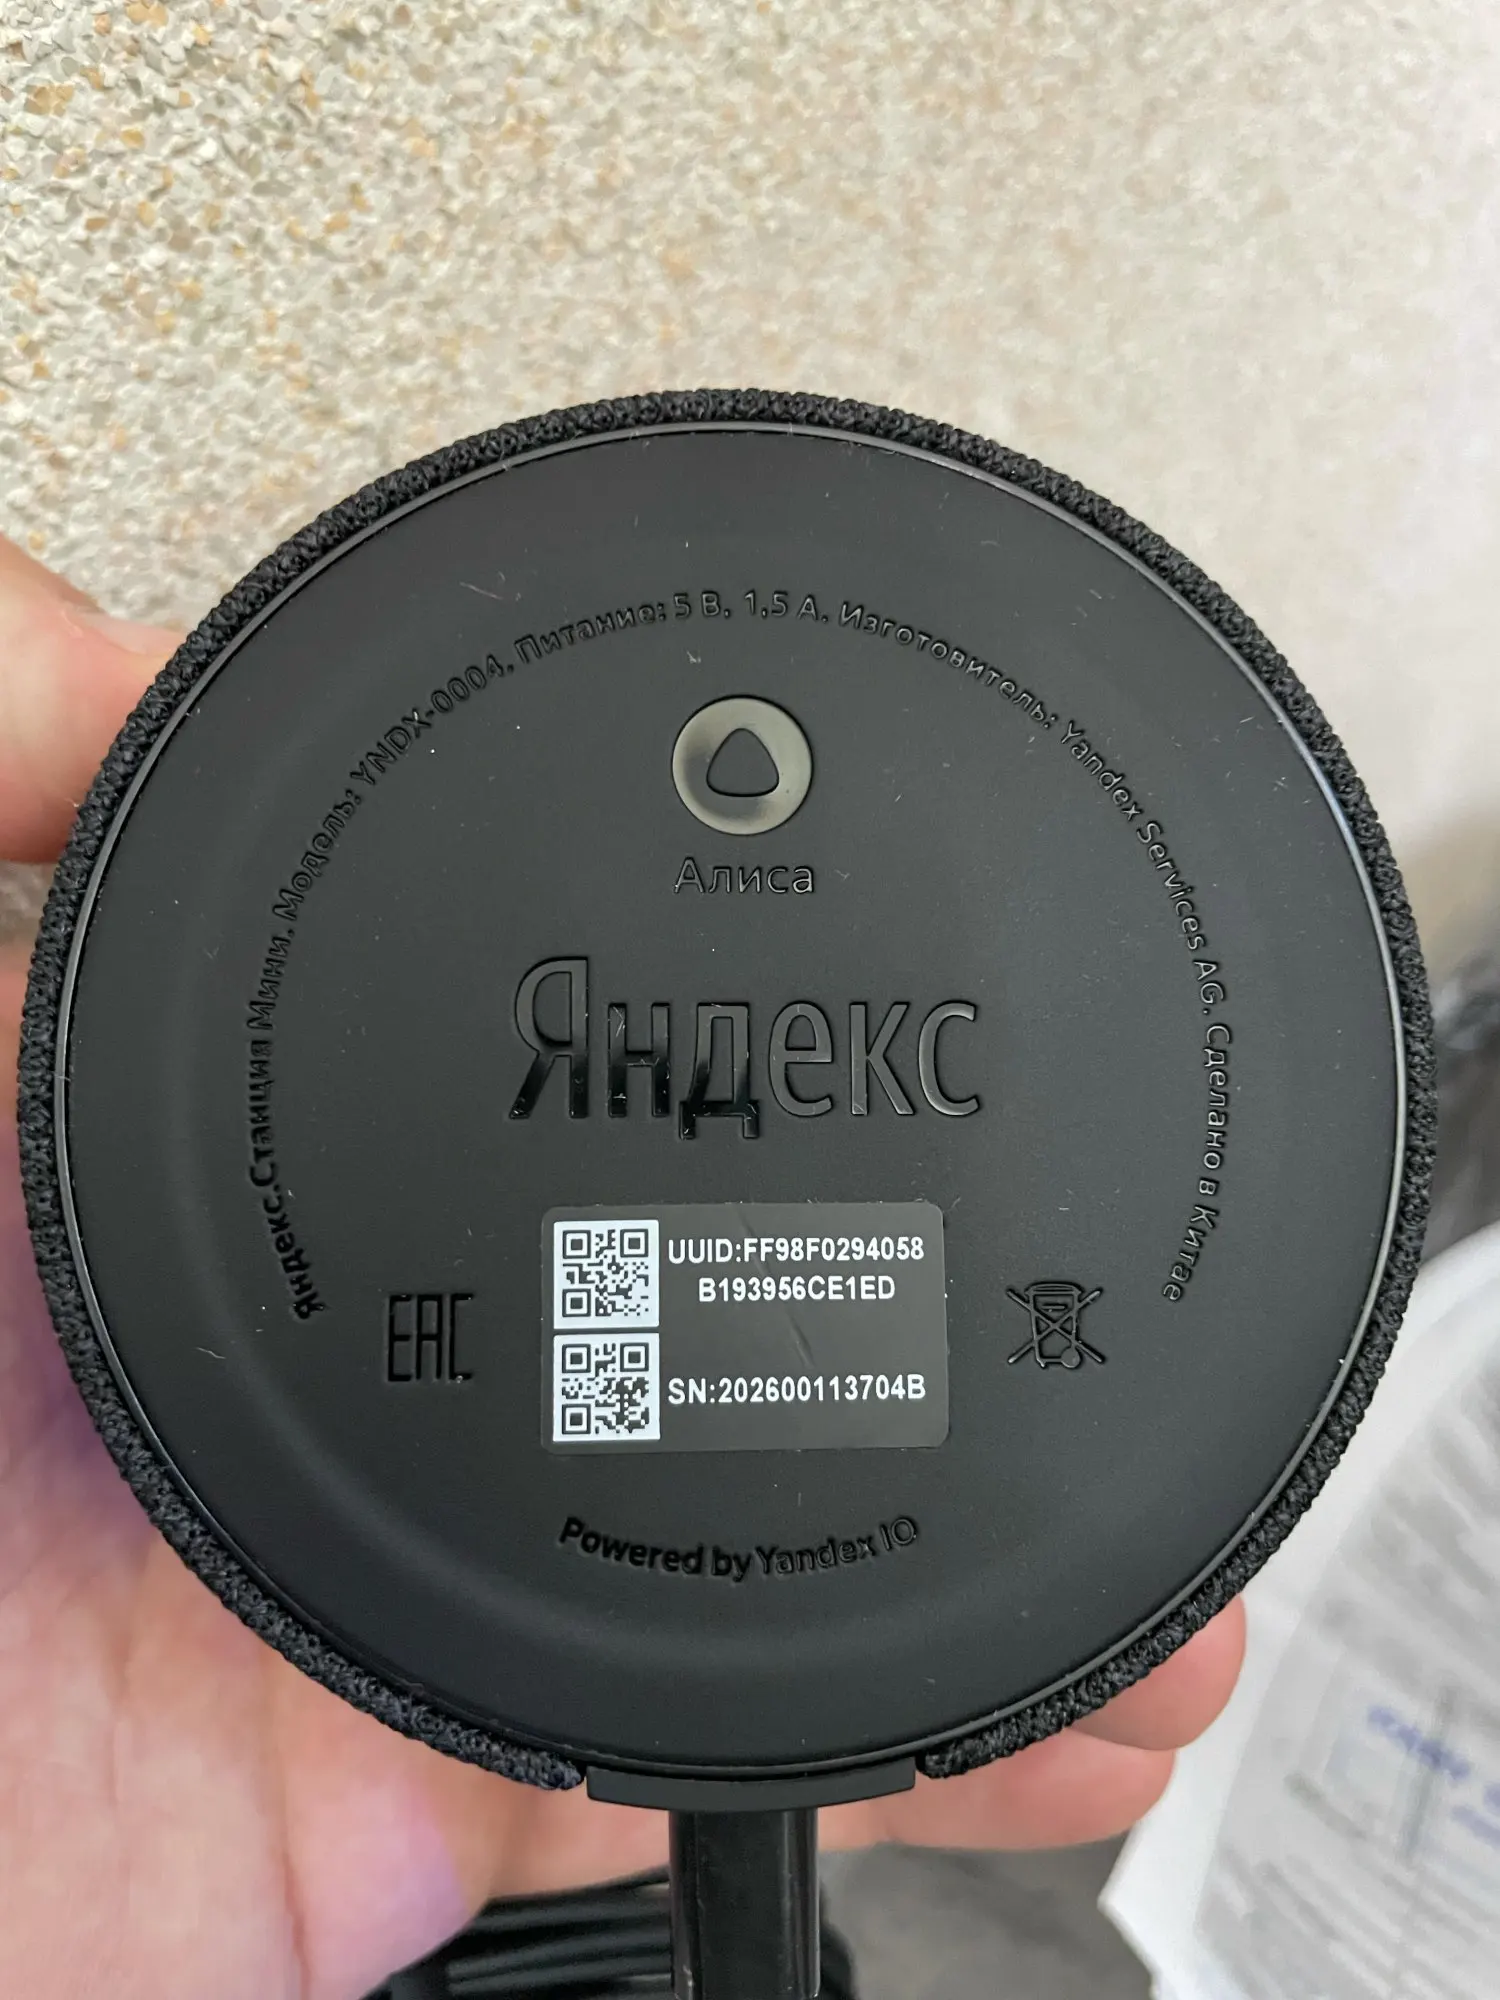 Яндекс.Станция Мини. Модель: YNDX-0004. Питание: 5 В, 1,5 А. Изготовитель: Yandex Services AG. Сделано в Китае
Алиса
Яндекс
UUID:FF98F0294058
B193956CE1ED
EAC
SN:202600113704B
Powered by Yandex IO